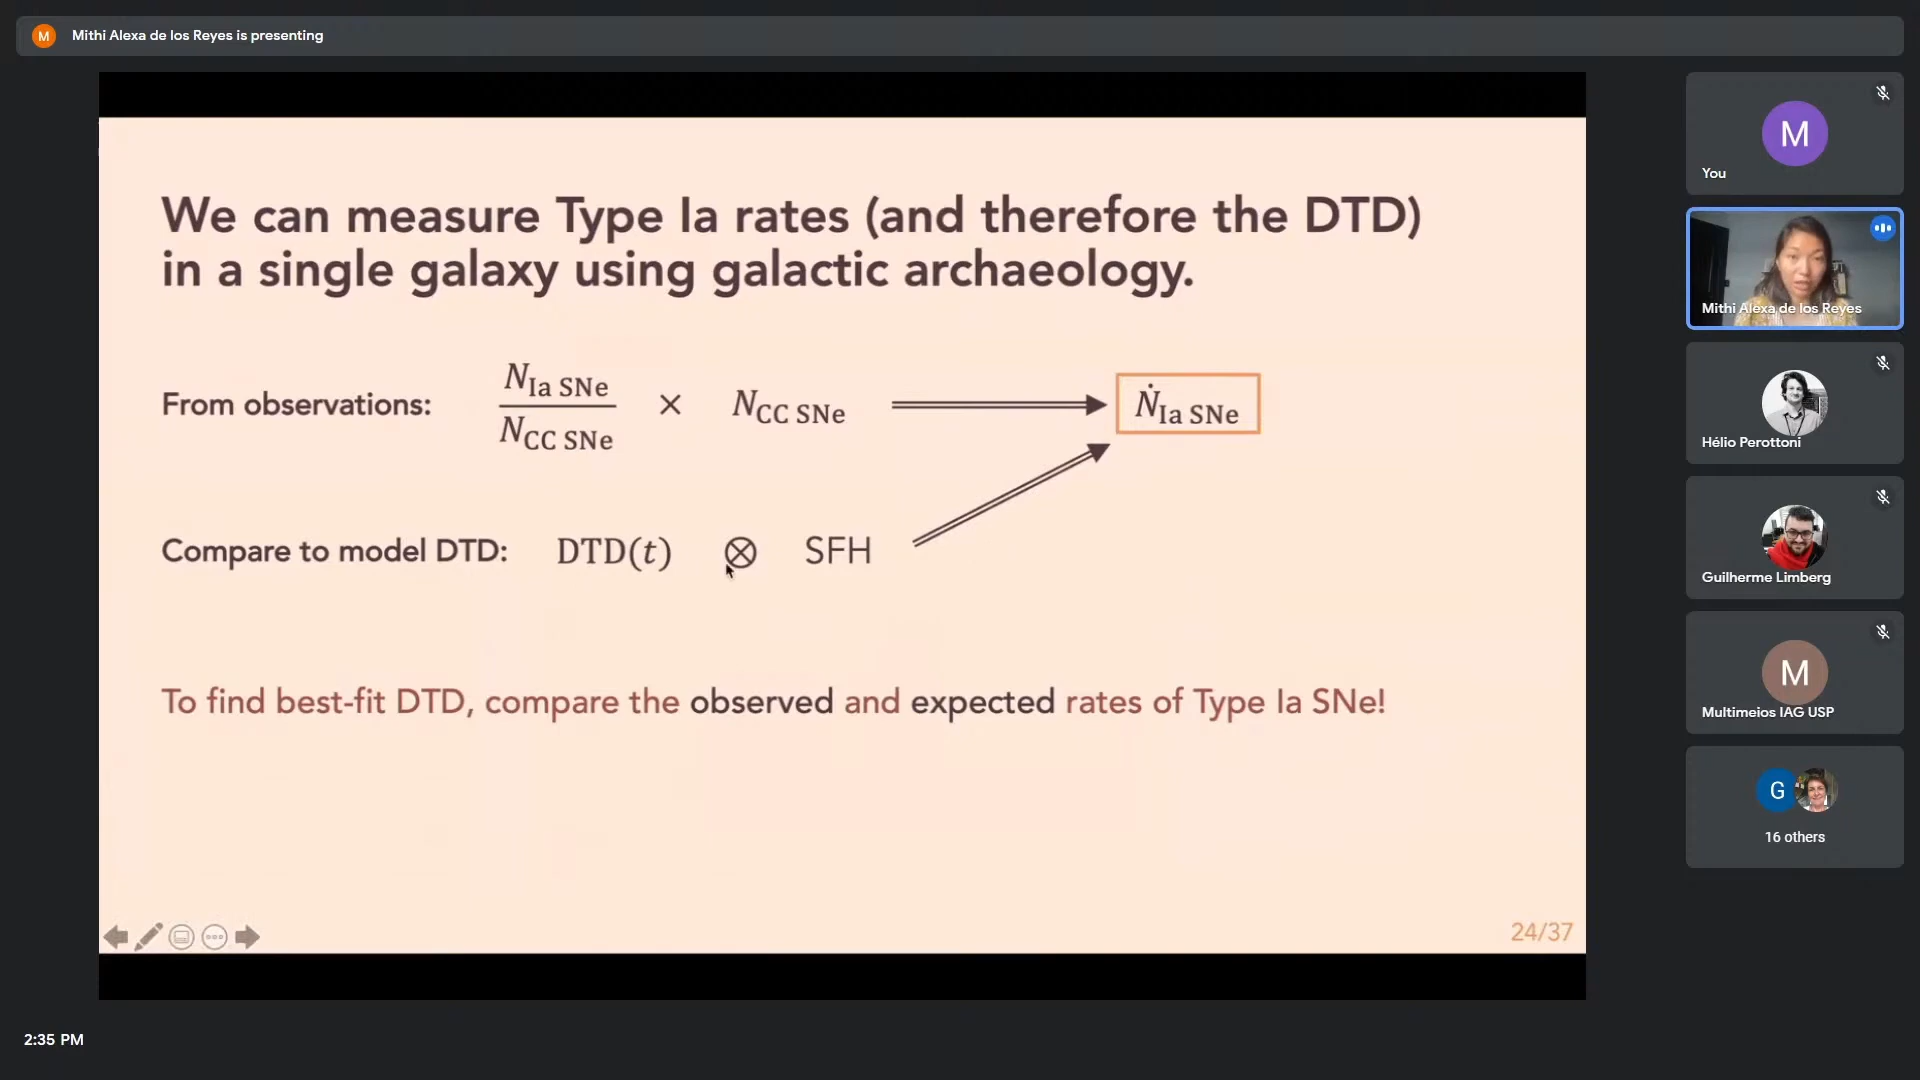 M Mithi Alexa de los Reyes is presenting
We can measure Type Ia rates (and therefore the DTD)
in a single galaxy using galactic archaeology.
From observations: N_Ia SNe / N_CC SNe × N_CC SNe Ṅ_Ia SNe
Compare to model DTD: DTD(t) ⊗ SFH
To find best-fit DTD, compare the observed and expected rates of Type Ia SNe!
24/37
M
You
Mithi Alexa de los Reyes
Hélio Perottoni
Guilherme Limberg
M
Multimeios IAG USP
G
16 others
2:35 PM